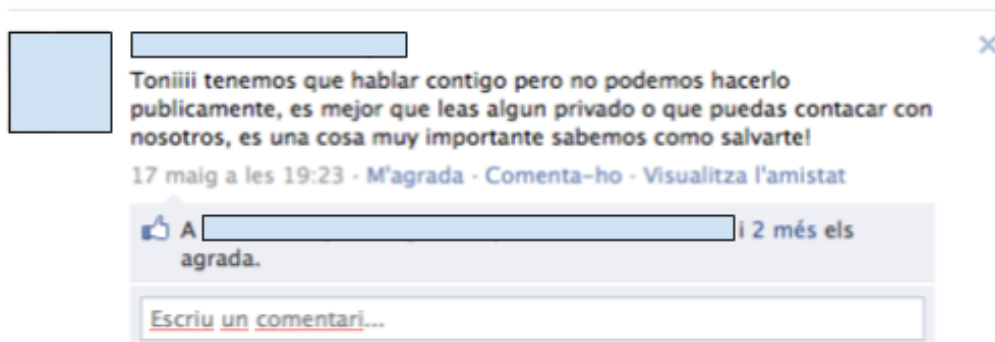 Toniiii tenemos que hablar contigo pero no podemos hacerlo
publicamente, es mejor que leas algun privado o que puedas contacar con
nosotros, es una cosa muy importante sabemos como salvarte!
17 maig a les 19:23 · M'agrada · Comenta-ho · Visualitza l'amistat
A i 2 més els
agrada.
Escriu un comentari...